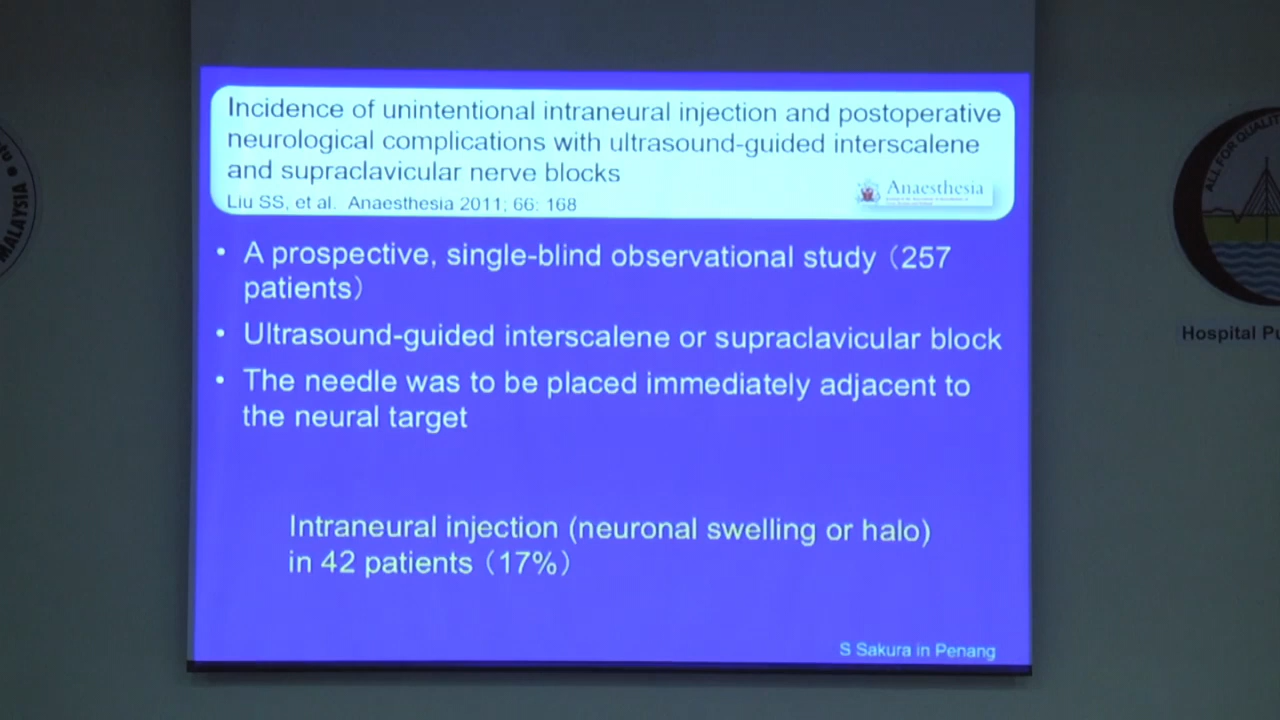 Incidence of unintentional intraneural injection and postoperative
neurological complications with ultrasound-guided interscalene
and supraclavicular nerve blocks
Liu SS, et al. Anaesthesia 2011; 66: 168
Anaesthesia
• A prospective, single-blind observational study（257
patients）
• Ultrasound-guided interscalene or supraclavicular block
• The needle was to be placed immediately adjacent to
the neural target
Intraneural injection (neuronal swelling or halo)
in 42 patients（17%）
S Sakura in Penang
MALAYSIA
ALL FOR QUALIT
Hospital Pu